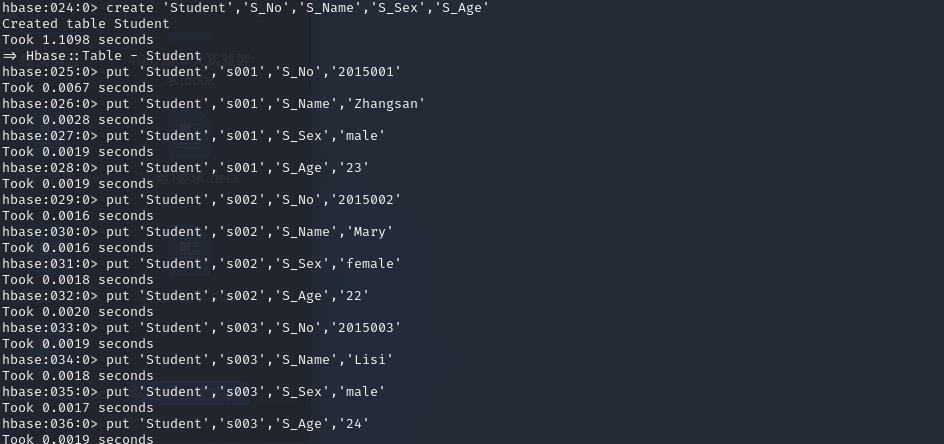 hbase:024:0> create 'Student','S_No','S_Name','S_Sex','S_Age'
Created table Student
Took 1.1098 seconds
=> Hbase::Table - Student
hbase:025:0> put 'Student','s001','S_No','2015001'
Took 0.0067 seconds
hbase:026:0> put 'Student','s001','S_Name','Zhangsan'
Took 0.0028 seconds
hbase:027:0> put 'Student','s001','S_Sex','male'
Took 0.0019 seconds
hbase:028:0> put 'Student','s001','S_Age','23'
Took 0.0019 seconds
hbase:029:0> put 'Student','s002','S_No','2015002'
Took 0.0016 seconds
hbase:030:0> put 'Student','s002','S_Name','Mary'
Took 0.0016 seconds
hbase:031:0> put 'Student','s002','S_Sex','female'
Took 0.0018 seconds
hbase:032:0> put 'Student','s002','S_Age','22'
Took 0.0020 seconds
hbase:033:0> put 'Student','s003','S_No','2015003'
Took 0.0019 seconds
hbase:034:0> put 'Student','s003','S_Name','Lisi'
Took 0.0018 seconds
hbase:035:0> put 'Student','s003','S_Sex','male'
Took 0.0017 seconds
hbase:036:0> put 'Student','s003','S_Age','24'
Took 0.0019 seconds